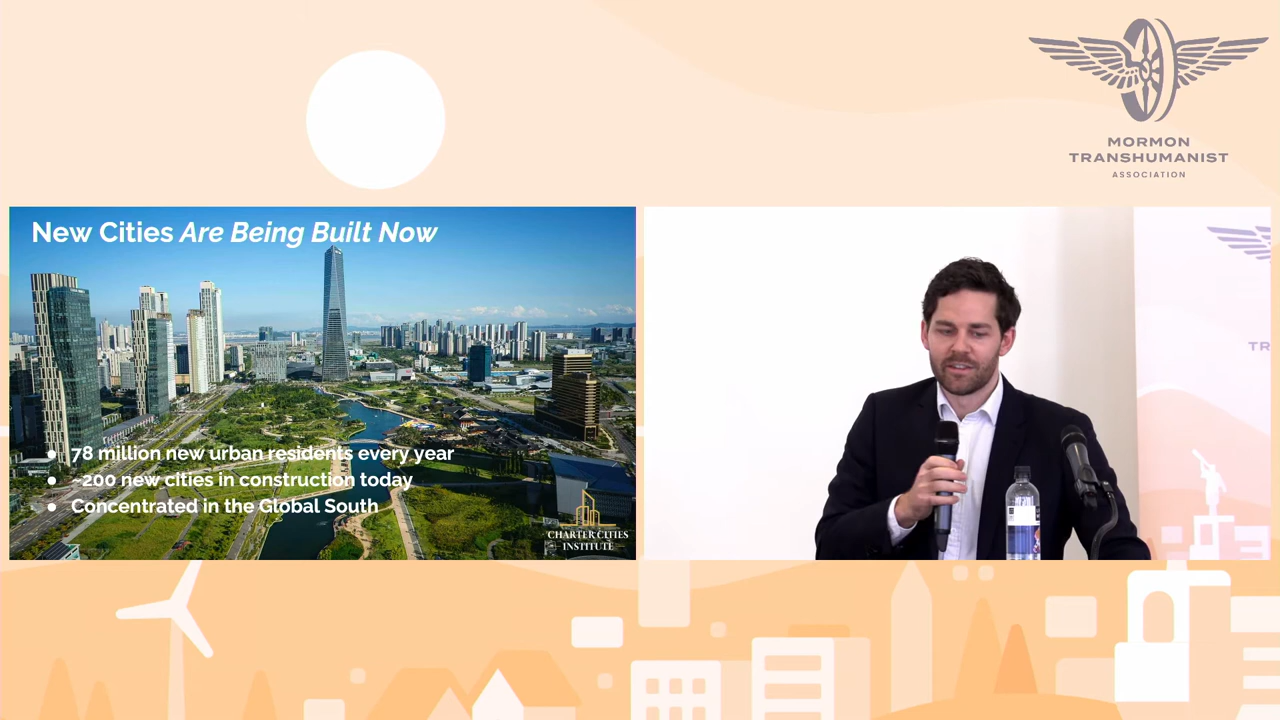 MORMON
TRANSHUMANIST
ASSOCIATION
New Cities Are Being Built Now
● 78 million new urban residents every year
● ~200 new cities in construction today
● Concentrated in the Global South
CHARTER CITIES
INSTITUTE
TR